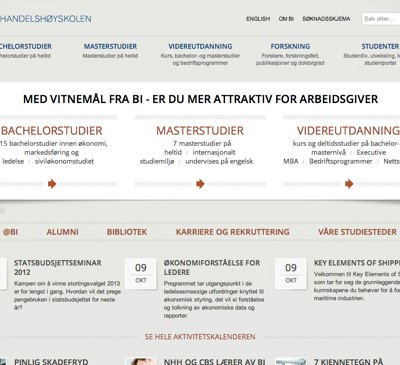 HANDELSHØYSKOLEN
ENGLISH OM BI SØKNADSSKJEMA Søk etter...
MASTERSTUDIER VIDEREUTDANNING FORSKNING STUDENTER
Bachelorstudier på heltid Masterstudier på heltid Kurs, bachelor- og masterstudier og bedriftsprogrammer Forskere, forskningsfelt, publikasjoner og doktorgrad studentportal
MED VITNEMÅL FRA BI - ER DU MER ATTRAKTIV FOR ARBEIDSGIVER
BACHELORSTUDIER
15 bachelorstudier innen økonomi,
markedsføring og
ledelse / siviløkonomstudiet
MASTERSTUDIER
7 masterstudier på
heltid / internasjonalt
studiemiljø / undervises på engelsk
VIDEREUTDANNING
kurs og deltidsstudier på bachelor-
masternivå / Executive
MBA / Bedriftsprogrammer /
@BI ALUMNI BIBLIOTEK KARRIERE OG REKRUTTERING VÅRE STUDIESTEDER
STATSBUDSJETTSEMINAR
2012
Kampen om å vinne stortingsvalget 2013
er for lengst i gang. Hvordan vil det prege
pengebruken i statsbudsjettet for neste
år?
09
OKT
ØKONOMIFORSTÅELSE FOR
LEDERE
Programmet tar utgangspunkt i de
ledelsesmessige utfordringer knyttet til
økonomisk styring, det vil si forståelse
og tolkning av økonomiske data og
rapporter.
09
OKT
KEY ELEMENTS OF
Velkommen til Key Elements of
som tar for seg de grunnleggende
kunnskapene du behøver for å
maritime industrien.
SE HELE AKTIVITETSKALENDEREN
PINLIG SKADEFRYD NHH OG CBS LÆRER AV BI 7 KJENNETEGN PÅ